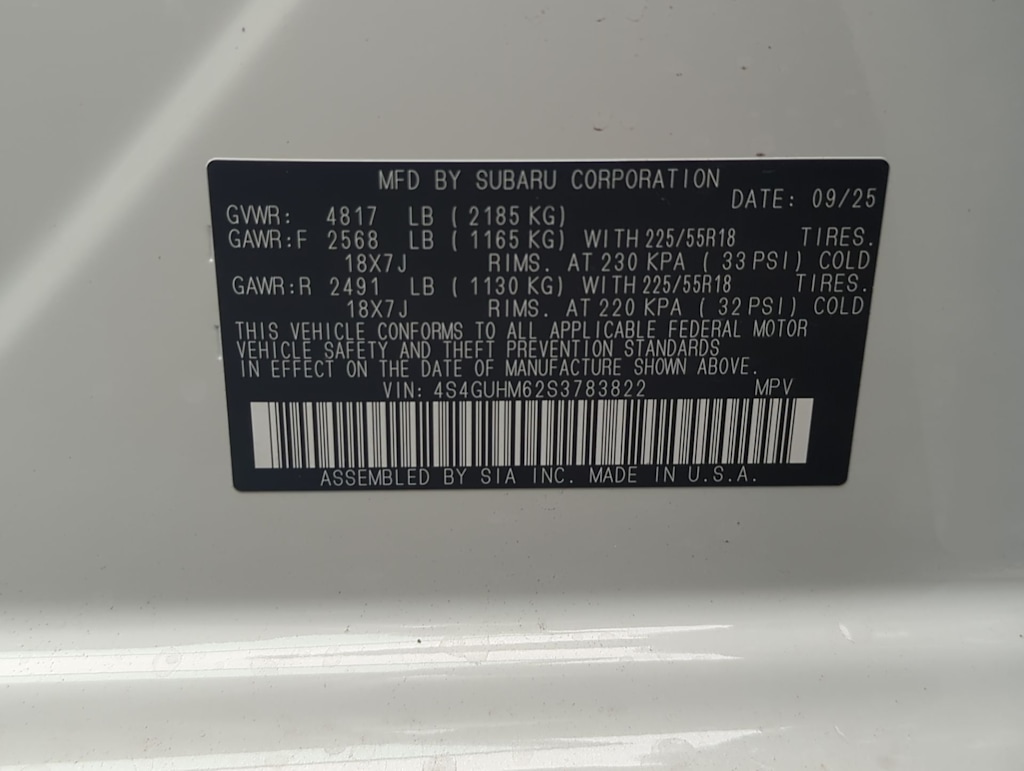 MFD BY SUBARU CORPORATION
DATE: 09/25
GVWR: 4817 LB ( 2185 KG)
GAWR:F 2568 LB ( 1165 KG) WITH 225/55R18 TIRES.
18X7J RIMS. AT 230 KPA ( 33 PSI) COLD
GAWR:R 2491 LB ( 1130 KG) WITH 225/55R18 TIRES.
18X7J RIMS. AT 220 KPA ( 32 PSI) COLD
THIS VEHICLE CONFORMS TO ALL APPLICABLE FEDERAL MOTOR
VEHICLE SAFETY AND THEFT PREVENTION STANDARDS
IN EFFECT ON THE DATE OF MANUFACTURE SHOWN ABOVE.
VIN: 4S4GUHM62S3783822 MPV
ASSEMBLED BY SIA INC. MADE IN U.S.A.